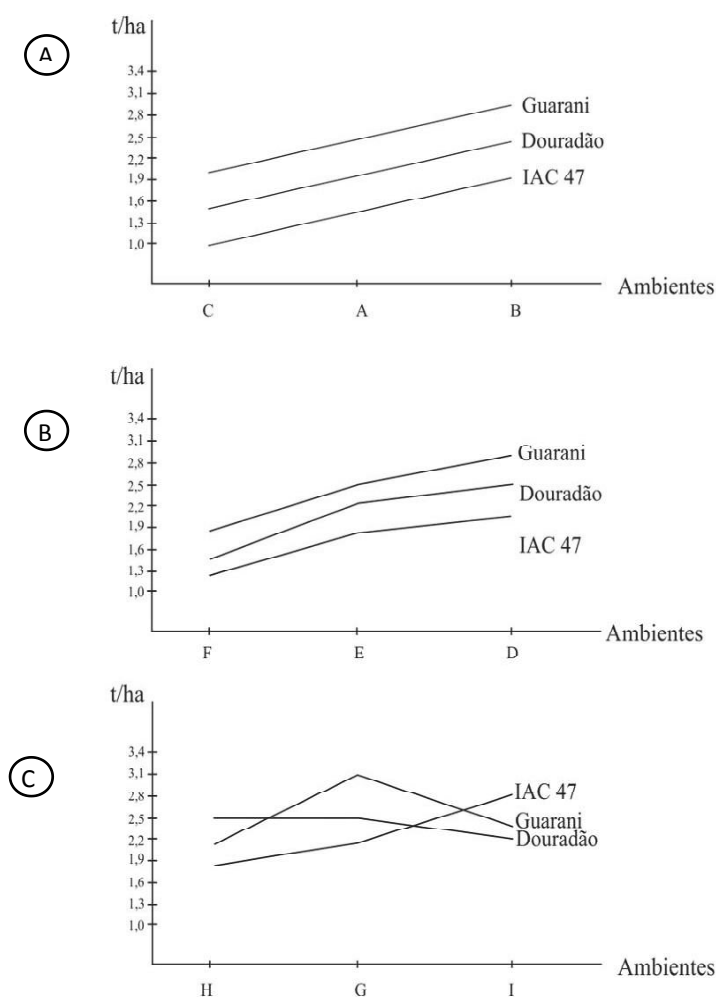 t/ha
A
3,4
3,1
2,8
2,5
2,2
1,9
1,6
1,3
1,0
Guarani
Douradão
IAC 47
Ambientes
C A B
t/ha
B
3,4
3,1
2,8
2,5
2,2
1,9
1,6
1,3
1,0
Guarani
Douradão
IAC 47
Ambientes
F E D
t/ha
C
3,4
3,1
2,8
2,5
2,2
1,9
1,6
1,3
1,0
IAC 47
Guarani
Douradão
Ambientes
H G I